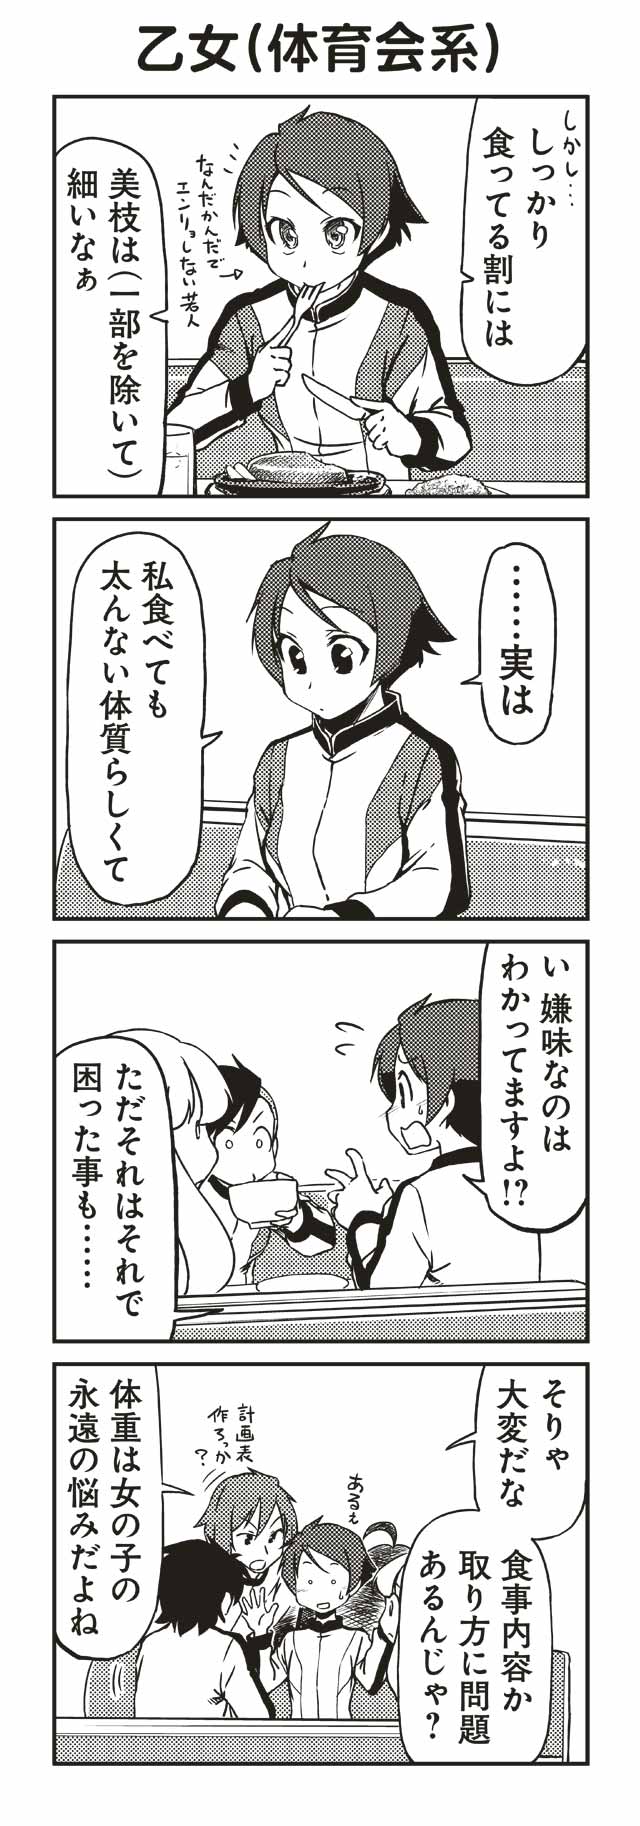 乙女(体育会系)
しかし…
しっかり
食ってる割には
なんだかんだで
エンリョしない若人
美枝は(一部を除いて)
細いなぁ
………実は
私食べても
太んない体質らしくて
い 嫌味なのは
わかってますよ!?
ただそれはそれで
困った事も……
そりゃ
大変だな
食事内容か
取り方に問題
あるんじゃ?
あるぇ
計画表
作ろっか
?
体重は女の子の
永遠の悩みだよね